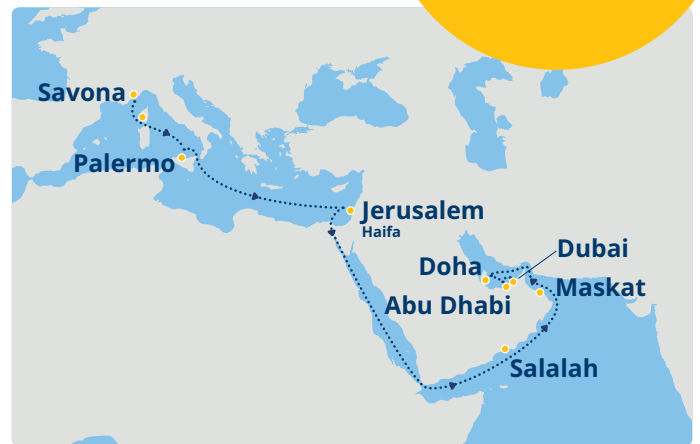 Savona
Palermo
Jerusalem
Haifa
Dubai
Doha
Maskat
Abu Dhabi
Salalah